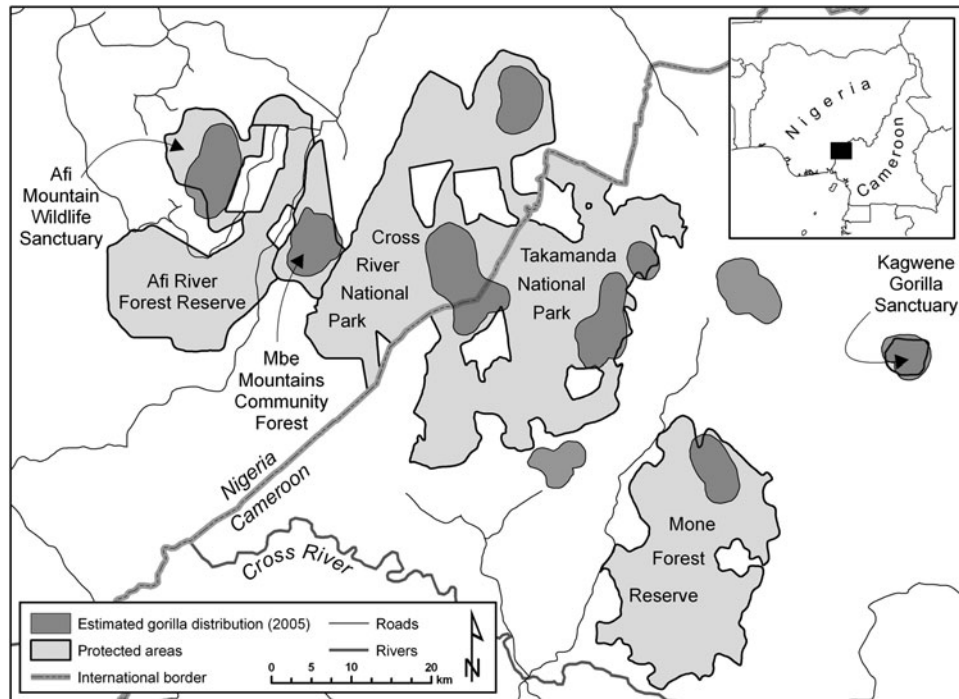 Nigeria
Cameroon
Afi
Mountain
Wildlife
Sanctuary
Afi River
Forest Reserve
Cross
River
National
Park
Takamanda
National
Park
Kagwene
Gorilla
Sanctuary
Mbe
Mountains
Community
Forest
Nigeria
Cameroon
Cross River
Mone
Forest
Reserve
Estimated gorilla distribution (2005)
Protected areas
International border
Roads
Rivers
0 5 10 20
km
N